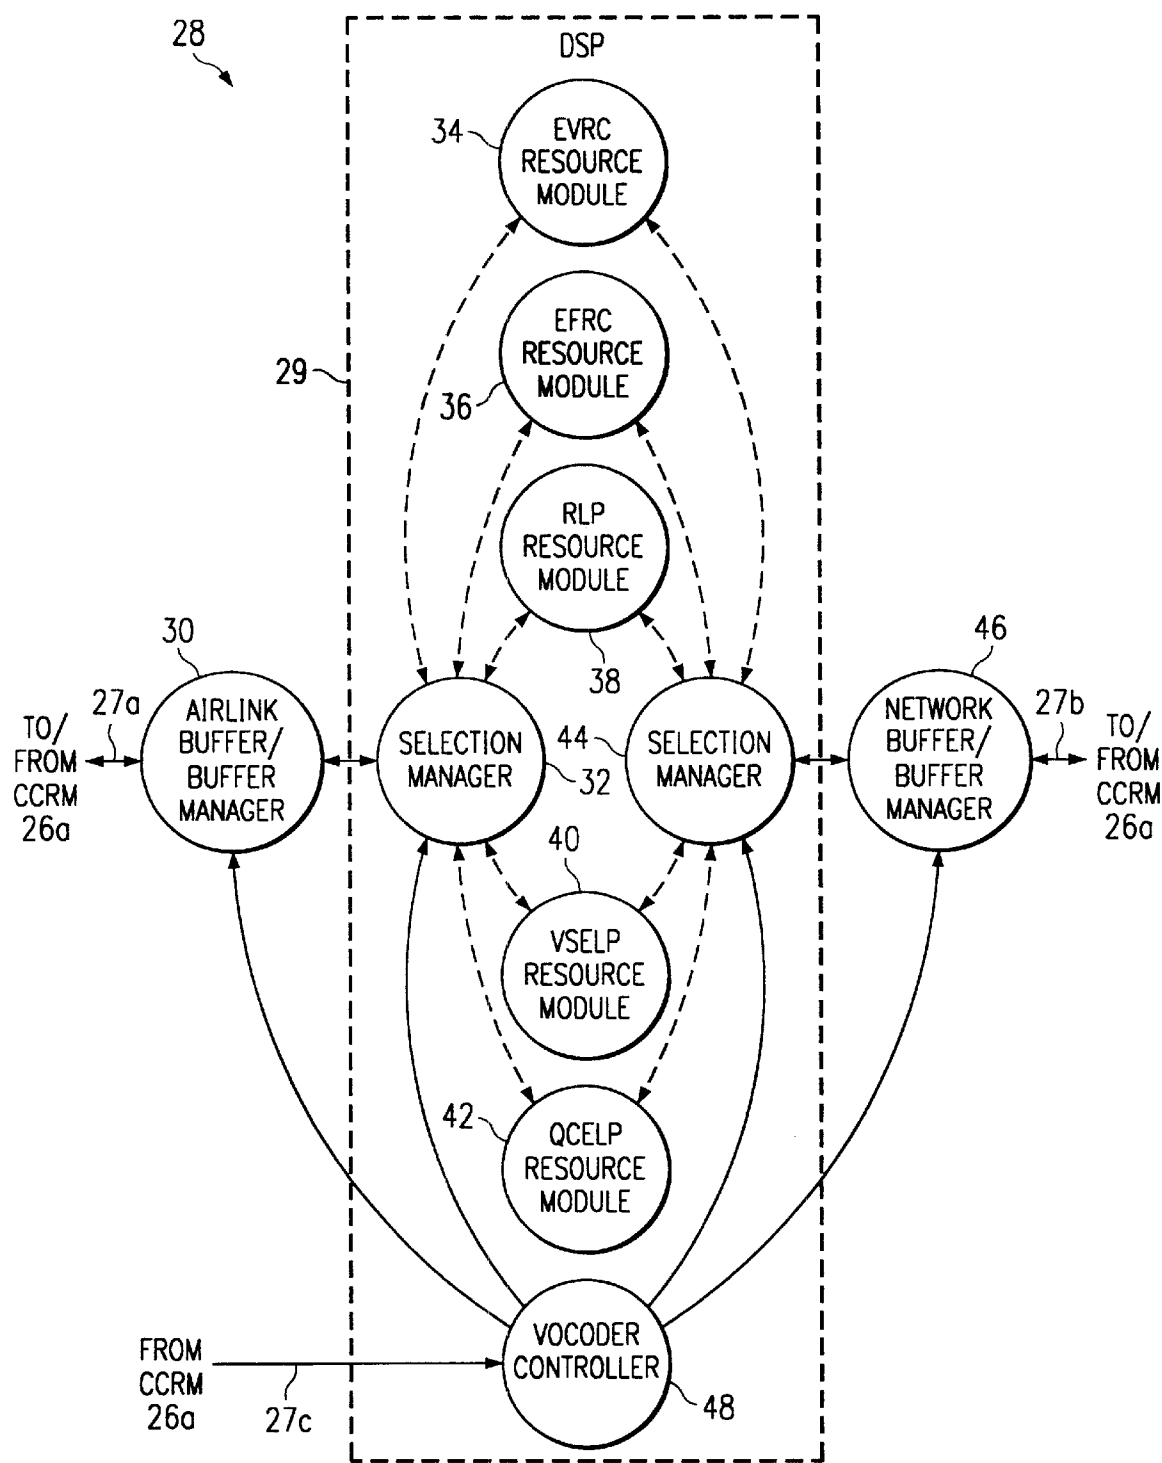 28
DSP
34
EVRC
RESOURCE
MODULE
EFRC
RESOURCE
MODULE
29
36
RLP
RESOURCE
MODULE
38
30
46
TO/
FROM
CCRM
26a
27a
AIRLINK
BUFFER/
BUFFER
MANAGER
SELECTION
MANAGER
32
44
SELECTION
MANAGER
NETWORK
BUFFER/
BUFFER
MANAGER
27b
TO/
FROM
CCRM
26a
40
VSELP
RESOURCE
MODULE
42
QCELP
RESOURCE
MODULE
VOCODER
CONTROLLER
48
FROM
CCRM
26a
27c